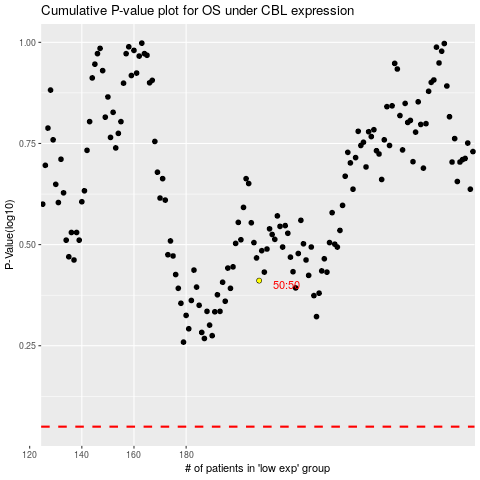 Cumulative P-value plot for OS under CBL expression
P-Value(log10)
1.00
0.75
0.50
0.25
50:50
120 140 160 180
# of patients in 'low exp' group